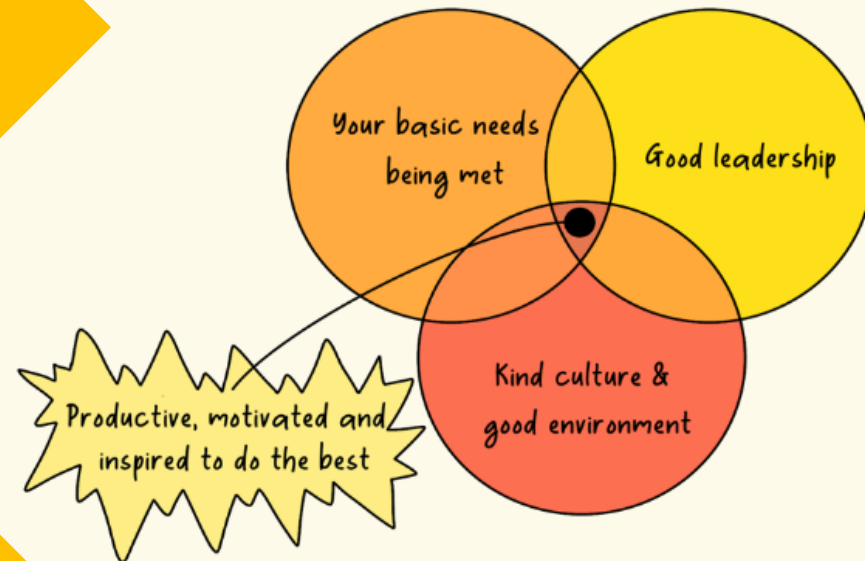 Your basic needs
being met
Good leadership
Kind culture &
good environment
Productive, motivated and
inspired to do the best